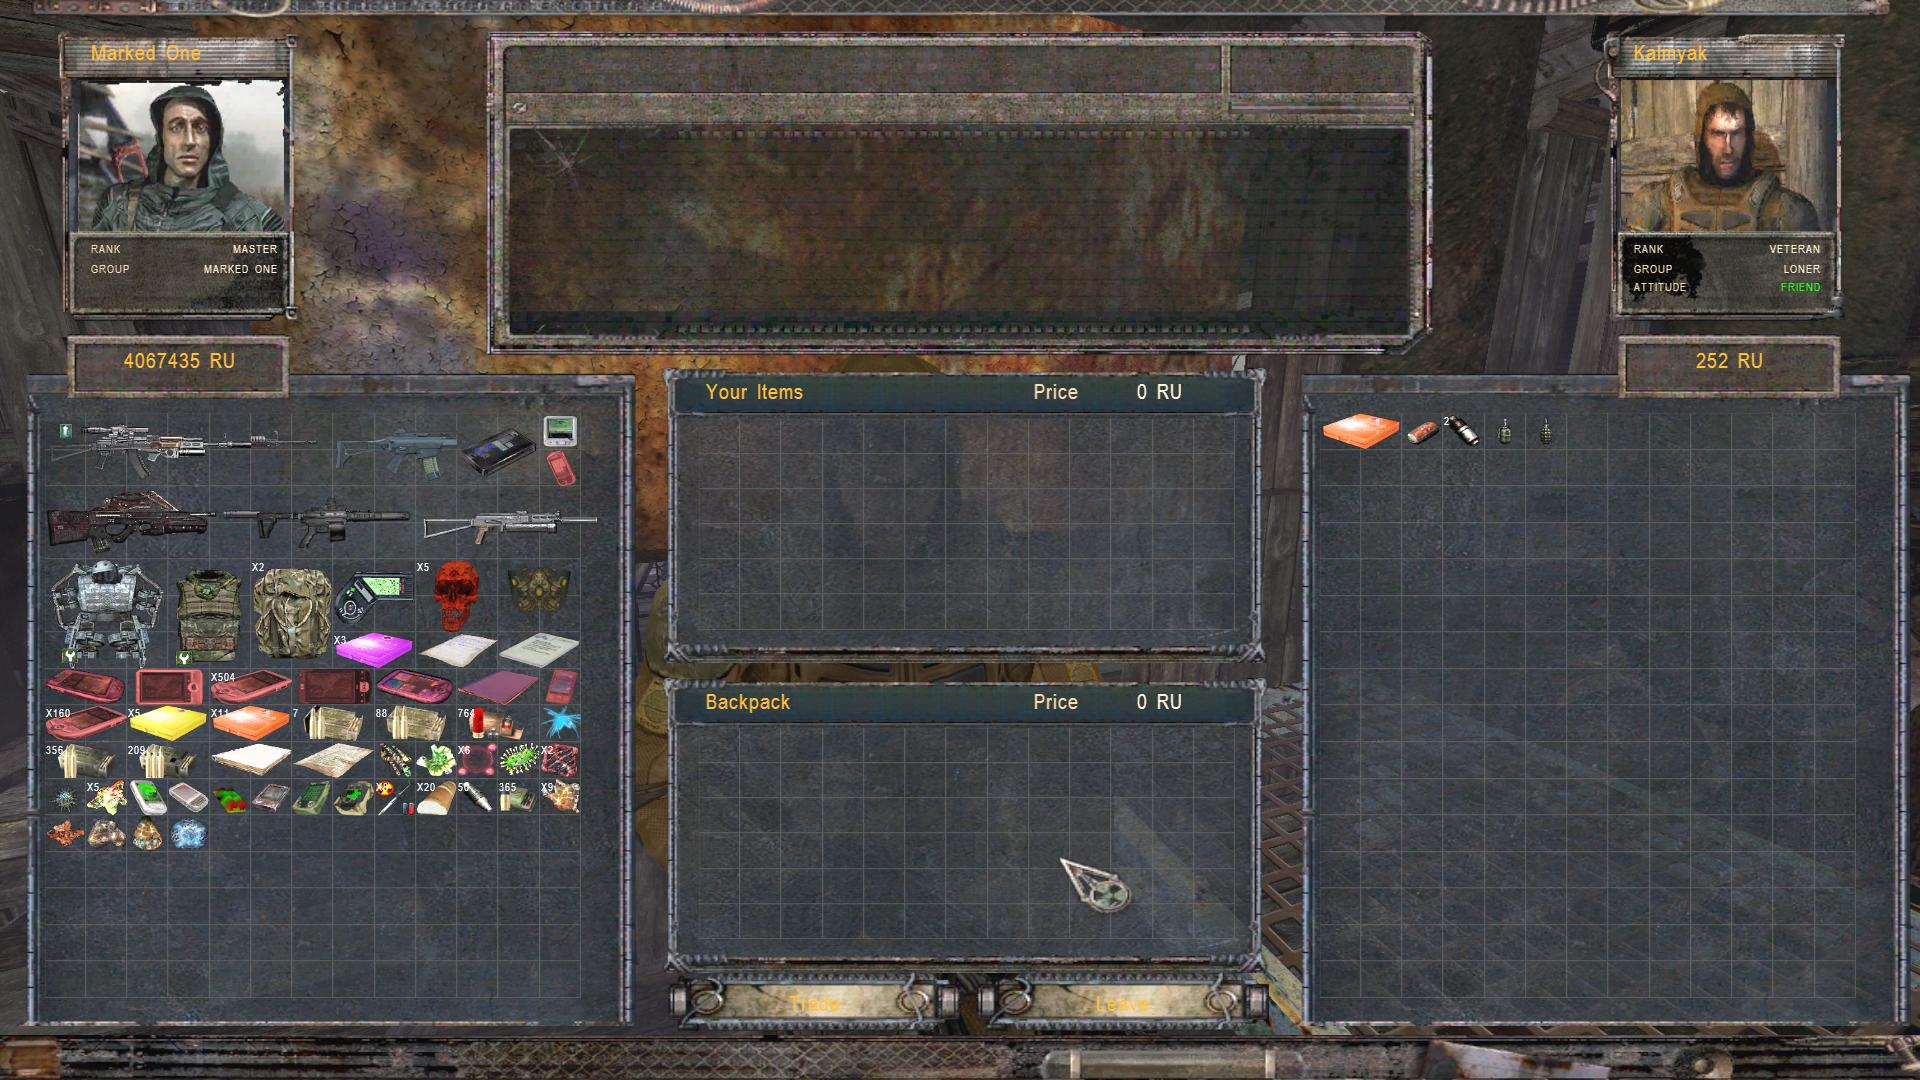 Marked One
Kalmyak
RANK MASTER
GROUP MARKED ONE
RANK VETERAN
GROUP LONER
ATTITUDE FRIEND
4067435 RU
252 RU
Your Items Price 0 RU
2
X2
X5
X3
X504
Backpack Price 0 RU
X160 X5 X11 7 88 764
356 209 X6 X2
X5 X8 X20 50 365 X9
Trade
Leave